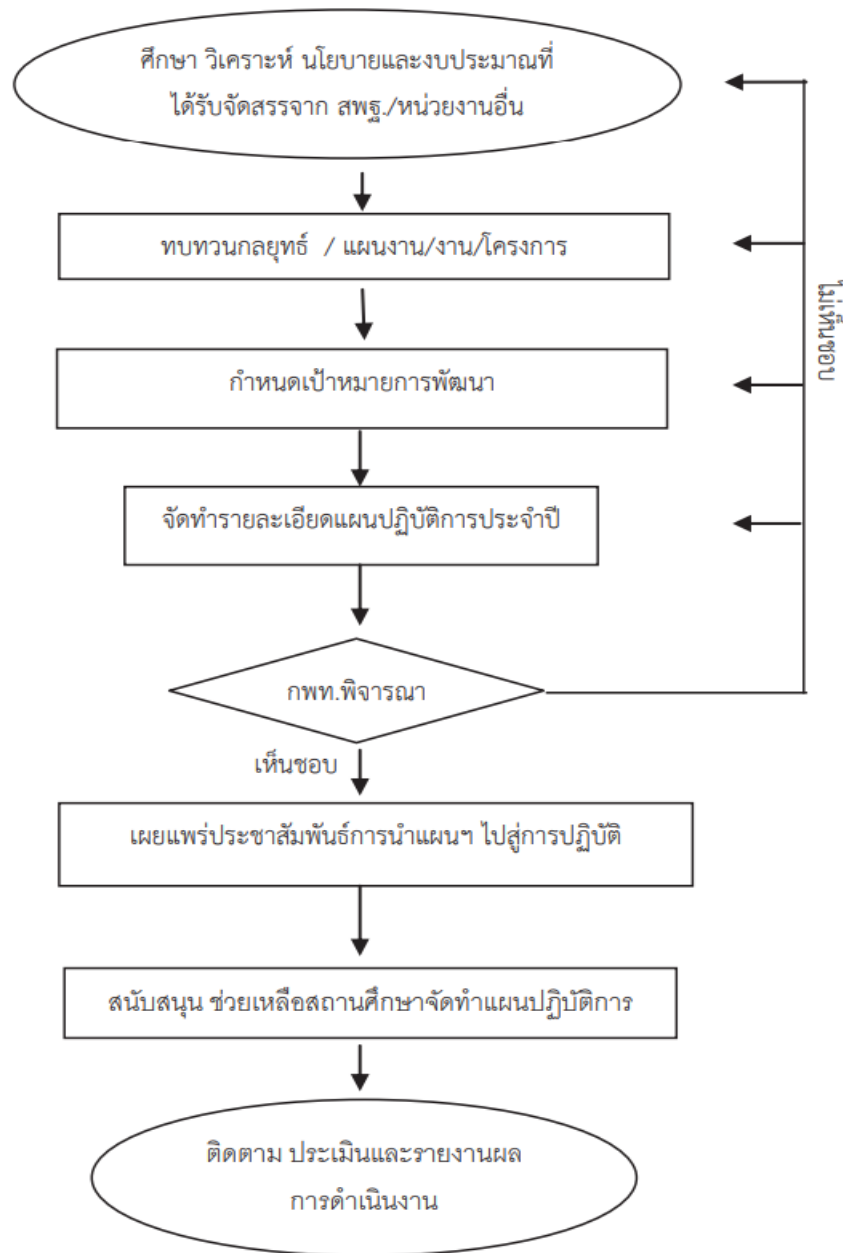 ศึกษา วิเคราะห์ นโยบายและงบประมาณที่
ได้รับจัดสรรจาก สพฐ./หน่วยงานอื่น
ทบทวนกลยุทธ์ / แผนงาน/งาน/โครงการ
ไม่เห็นชอบ
กำหนดเป้าหมายการพัฒนา
จัดทำรายละเอียดแผนปฏิบัติการประจำปี
กพท.พิจารณา
เห็นชอบ
เผยแพร่ประชาสัมพันธ์การนำแผนฯ ไปสู่การปฏิบัติ
สนับสนุน ช่วยเหลือสถานศึกษาจัดทำแผนปฏิบัติการ
ติดตาม ประเมินและรายงานผล
การดำเนินงาน